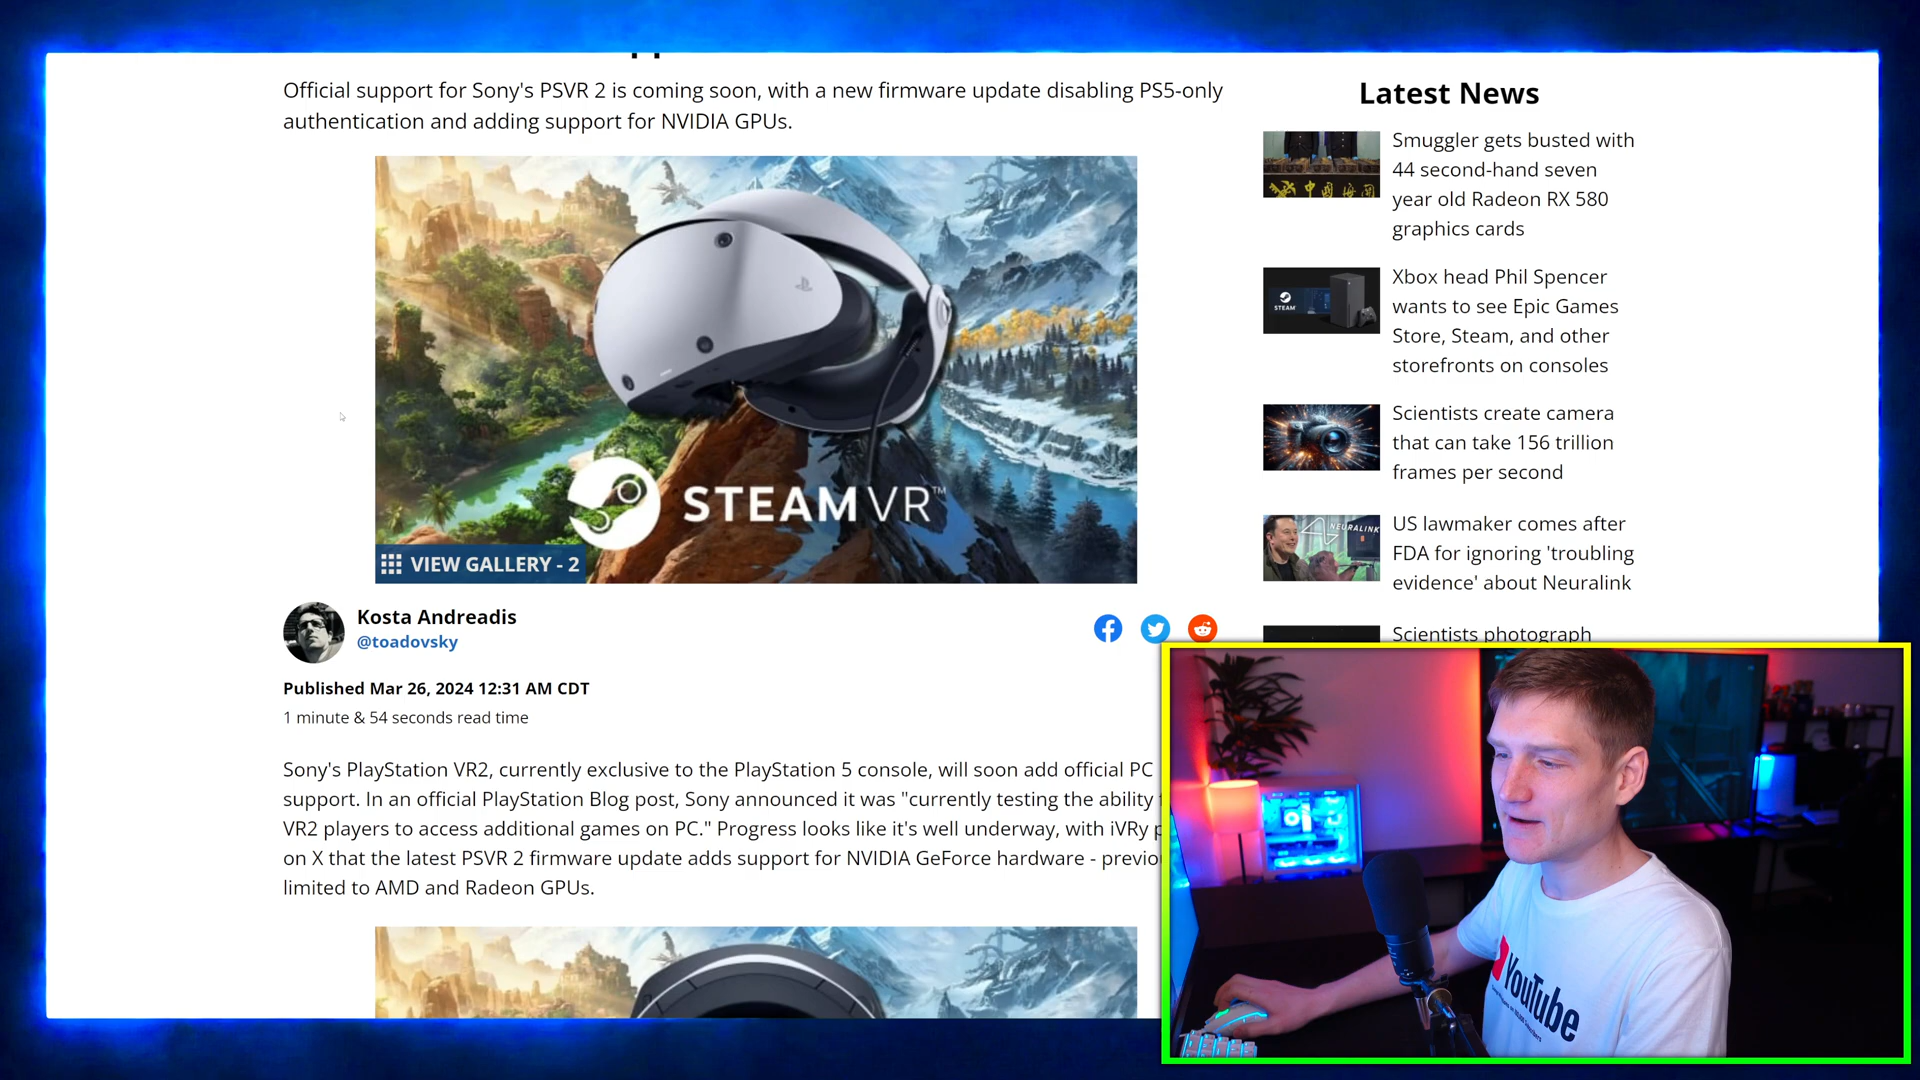 Official support for Sony's PSVR 2 is coming soon, with a new firmware update disabling PS5-only
authentication and adding support for NVIDIA GPUs.
STEAMVR™
VIEW GALLERY - 2
Kosta Andreadis
@toadovsky
Published Mar 26, 2024 12:31 AM CDT
1 minute & 54 seconds read time
Sony's PlayStation VR2, currently exclusive to the PlayStation 5 console, will soon add official PC
support. In an official PlayStation Blog post, Sony announced it was "currently testing the ability
VR2 players to access additional games on PC." Progress looks like it's well underway, with iVRy
on X that the latest PSVR 2 firmware update adds support for NVIDIA GeForce hardware -
limited to AMD and Radeon GPUs.
Latest News
Smuggler gets busted with
44 second-hand seven
year old Radeon RX 580
graphics cards
中国海关
Xbox head Phil Spencer
wants to see Epic Games
Store, Steam, and other
storefronts on consoles
STEAM
Scientists create camera
that can take 156 trillion
frames per second
US lawmaker comes after
FDA for ignoring 'troubling
evidence' about Neuralink
NEURALINK
Scientists photograph
YouTube